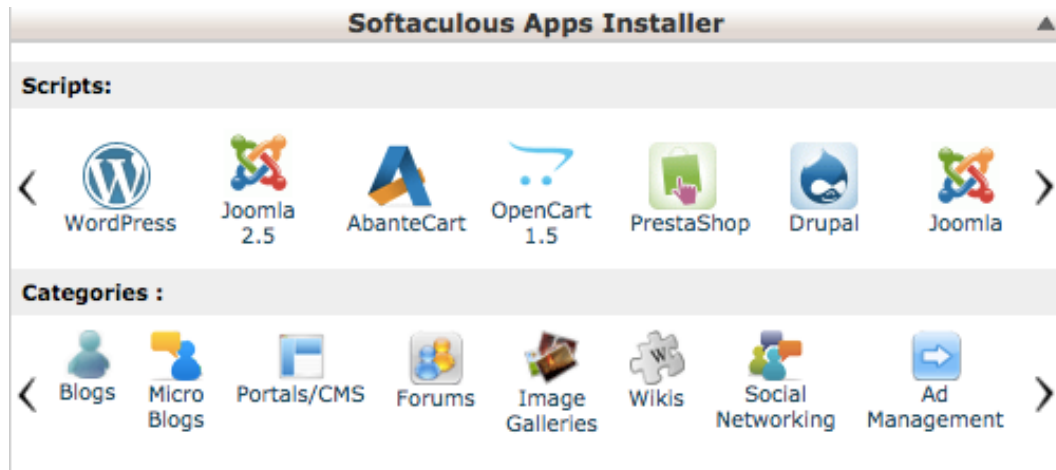 Softaculous Apps Installer
Scripts:
WordPress
Joomla
2.5
AbanteCart
OpenCart
1.5
PrestaShop
Drupal
Joomla
Categories :
Blogs
Micro
Blogs
Portals/CMS
Forums
Image
Galleries
Wikis
Social
Networking
Ad
Management